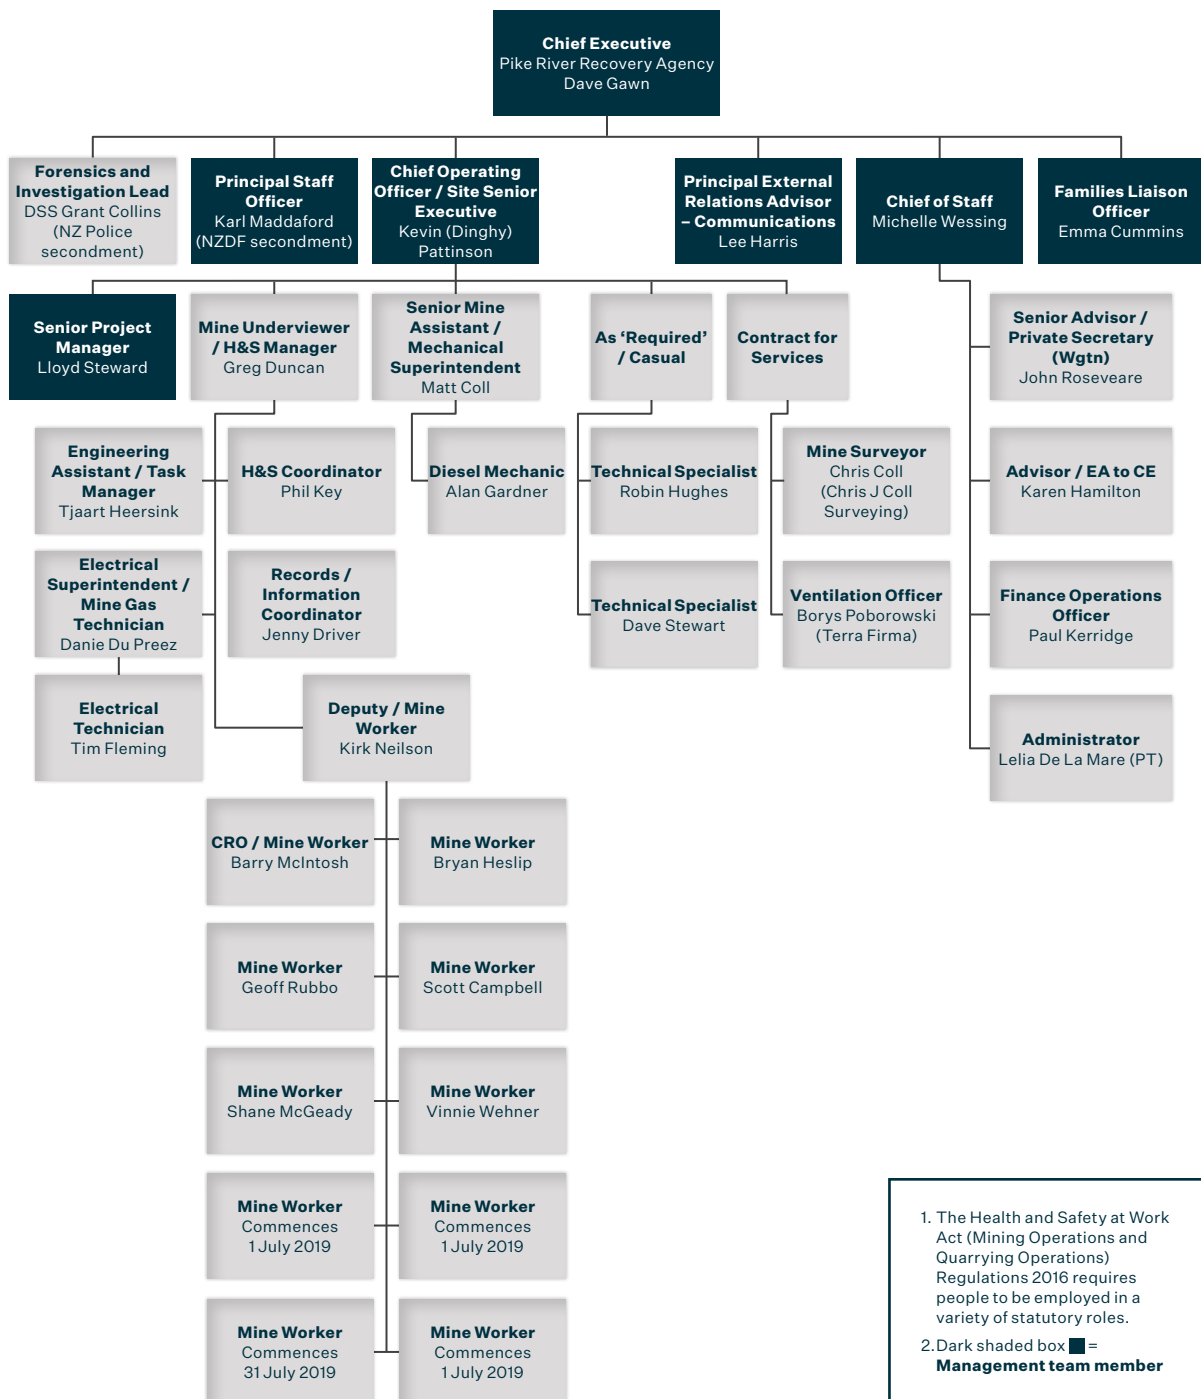 Chief Executive
Pike River Recovery Agency
Dave Gawn
Forensics and
Investigation Lead
DSS Grant Collins
(NZ Police
secondment)
Principal Staff
Officer
Karl Maddaford
(NZDF secondment)
Chief Operating
Officer / Site Senior
Executive
Kevin (Dinghy)
Pattinson
Principal External
Relations Advisor
– Communications
Lee Harris
Chief of Staff
Michelle Wessing
Families Liaison
Officer
Emma Cummins
Senior Project
Manager
Lloyd Steward
Mine Underviewer
/ H&S Manager
Greg Duncan
Senior Mine
Assistant /
Mechanical
Superintendent
Matt Coll
As ‘Required’
/ Casual
Contract for
Services
Senior Advisor /
Private Secretary
(Wgtn)
John Roseveare
Engineering
Assistant / Task
Manager
Tjaart Heersink
H&S Coordinator
Phil Key
Diesel Mechanic
Alan Gardner
Technical Specialist
Robin Hughes
Mine Surveyor
Chris Coll
(Chris J Coll
Surveying)
Advisor / EA to CE
Karen Hamilton
Electrical
Superintendent /
Mine Gas
Technician
Danie Du Preez
Records /
Information
Coordinator
Jenny Driver
Technical Specialist
Dave Stewart
Ventilation Officer
Borys Poborowski
(Terra Firma)
Finance Operations
Officer
Paul Kerridge
Electrical
Technician
Tim Fleming
Deputy / Mine
Worker
Kirk Neilson
Administrator
Lelia De La Mare (PT)
CRO / Mine Worker
Barry McIntosh
Mine Worker
Bryan Heslip
Mine Worker
Geoff Rubbo
Mine Worker
Scott Campbell
Mine Worker
Shane McGeady
Mine Worker
Vinnie Wehner
Mine Worker
Commences
1 July 2019
Mine Worker
Commences
1 July 2019
Mine Worker
Commences
31 July 2019
Mine Worker
Commences
1 July 2019
1. The Health and Safety at Work
Act (Mining Operations and
Quarrying Operations)
Regulations 2016 requires
people to be employed in a
variety of statutory roles.
2. Dark shaded box =
Management team member